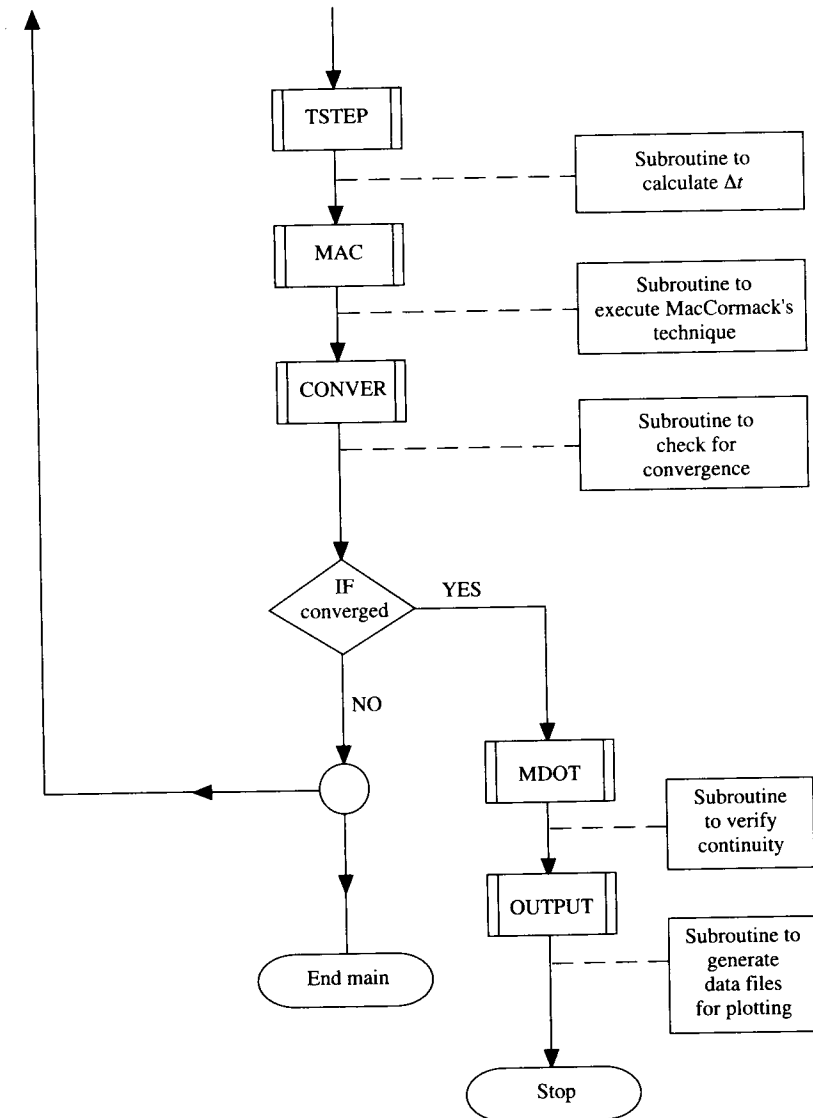 TSTEP
Subroutine to
calculate Δt
MAC
Subroutine to
execute MacCormack's
technique
CONVER
Subroutine to
check for
convergence
IF
converged
YES
NO
MDOT
Subroutine
to verify
continuity
OUTPUT
Subroutine to
generate
data files
for plotting
End main
Stop